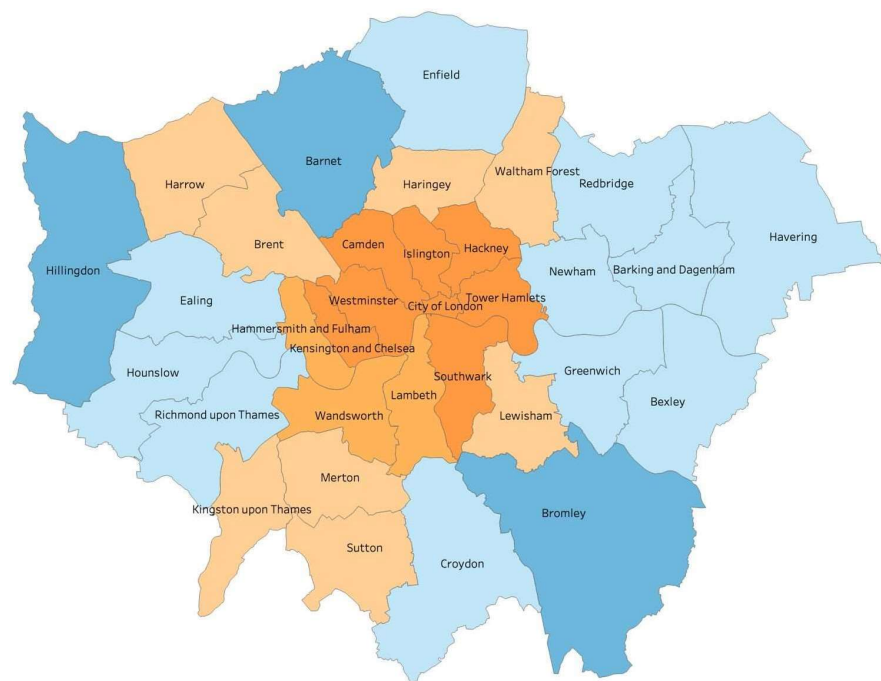 Enfield
Barnet
Waltham Forest
Harrow
Haringey
Redbridge
Havering
Brent
Camden
Islington
Hackney
Hillingdon
Newham
Barking and Dagenham
Ealing
Westminster
City of London
Tower Hamlets
Hammersmith and Fulham
Kensington and Chelsea
Hounslow
Southwark
Greenwich
Lambeth
Bexley
Richmond upon Thames
Wandsworth
Lewisham
Merton
Kingston upon Thames
Bromley
Sutton
Croydon